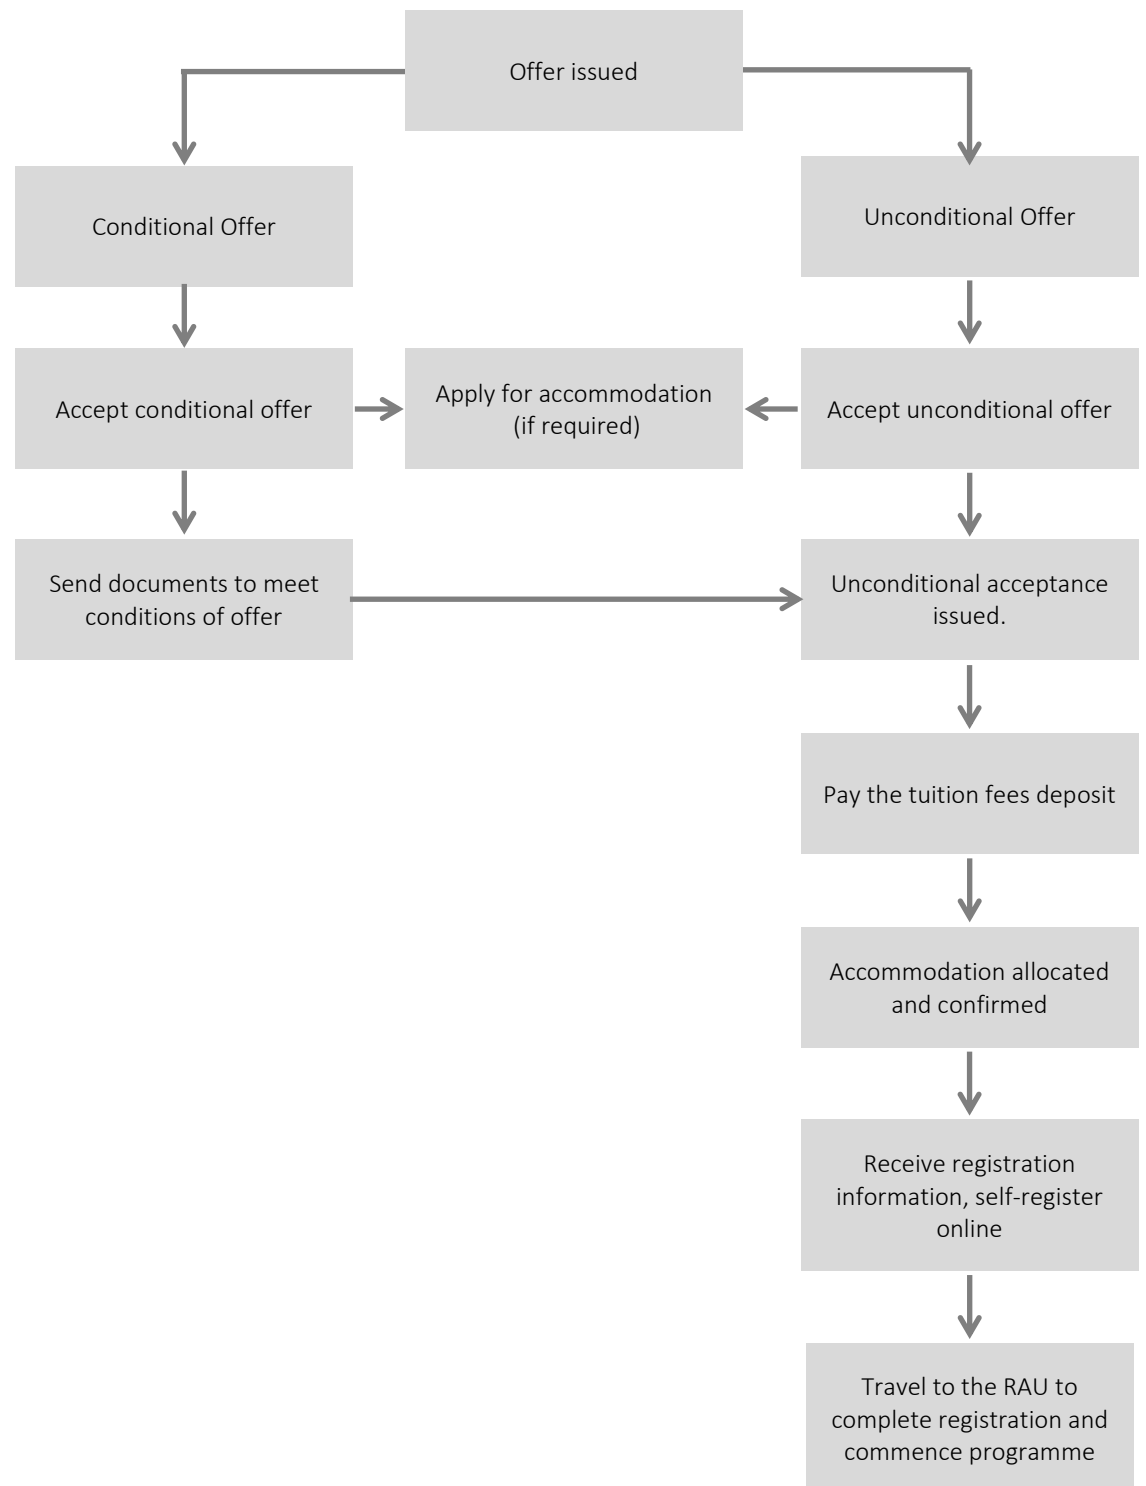 Offer issued
Conditional Offer
Unconditional Offer
Accept conditional offer
Apply for accommodation
(if required)
Accept unconditional offer
Send documents to meet
conditions of offer
Unconditional acceptance
issued.
Pay the tuition fees deposit
Accommodation allocated
and confirmed
Receive registration
information, self-register
online
Travel to the RAU to
complete registration and
commence programme